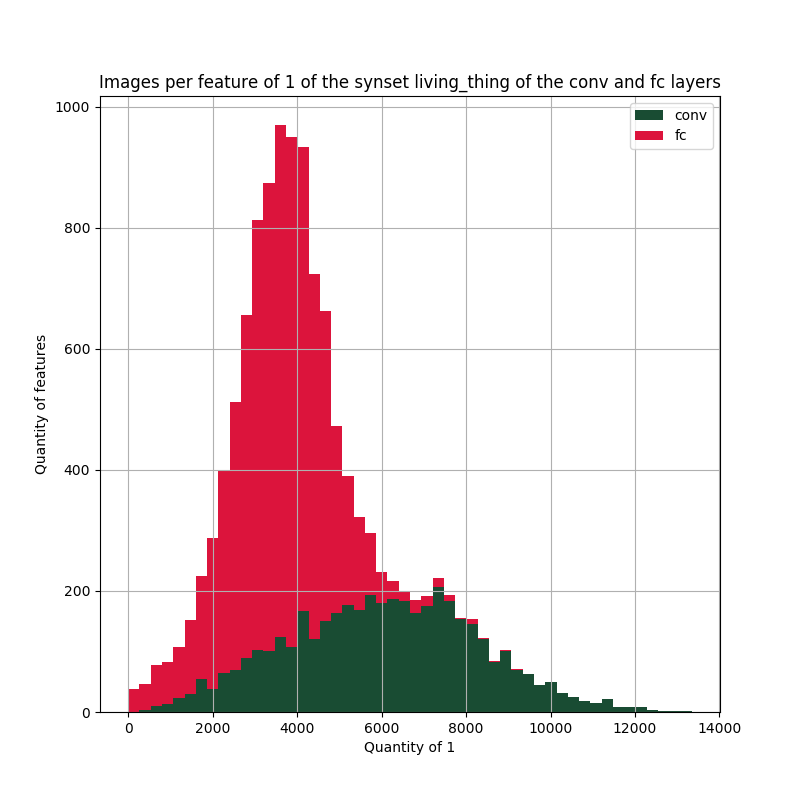 Images per feature of 1 of the synset living_thing of the conv and fc layers
conv
fc
1000
800
600
400
200
0
Quantity of features
0 2000 4000 6000 8000 10000 12000 14000
Quantity of 1